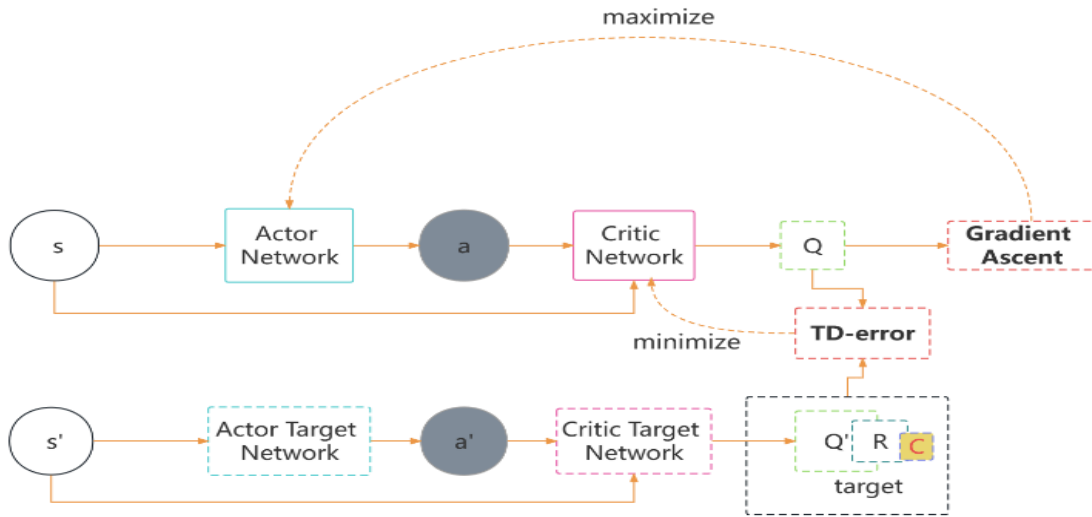 maximize
s
Actor
Network
a
Critic
Network
Q
Gradient
Ascent
minimize
TD-error
s'
Actor Target
Network
a'
Critic Target
Network
Q'
R
C
target